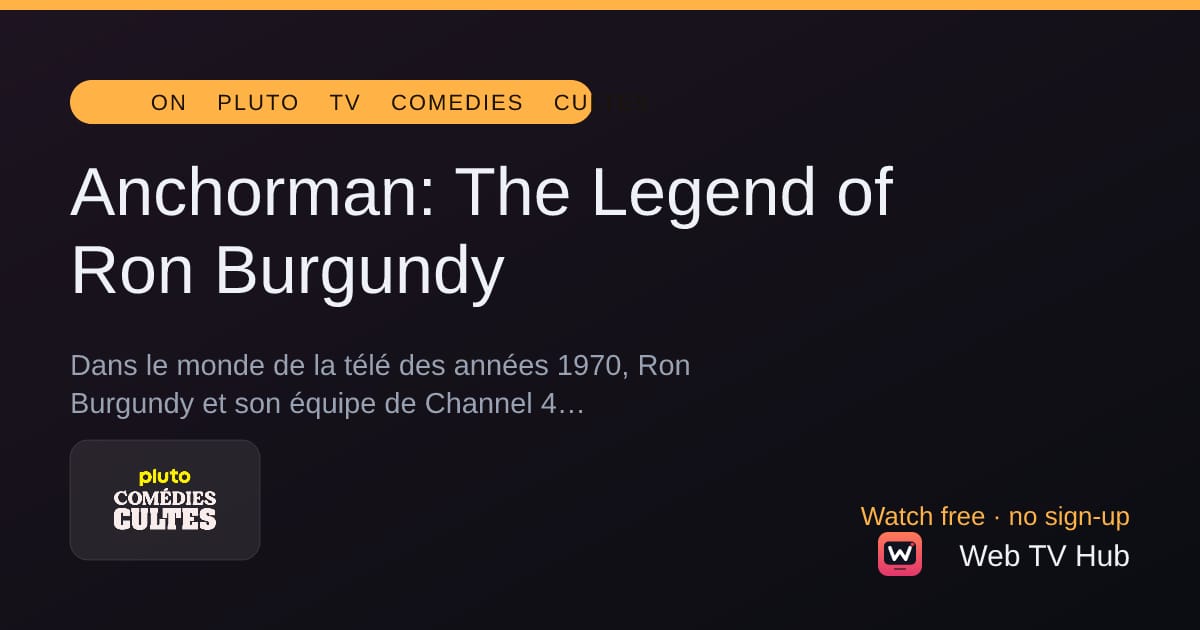 ON PLUTO TV COMEDIES CU
Anchorman: The Legend of
Ron Burgundy
Dans le monde de la télé des années 1970, Ron
Burgundy et son équipe de Channel 4…
pluto
COMÉDIES
CULTES
Watch free · no sign-up
W Web TV Hub